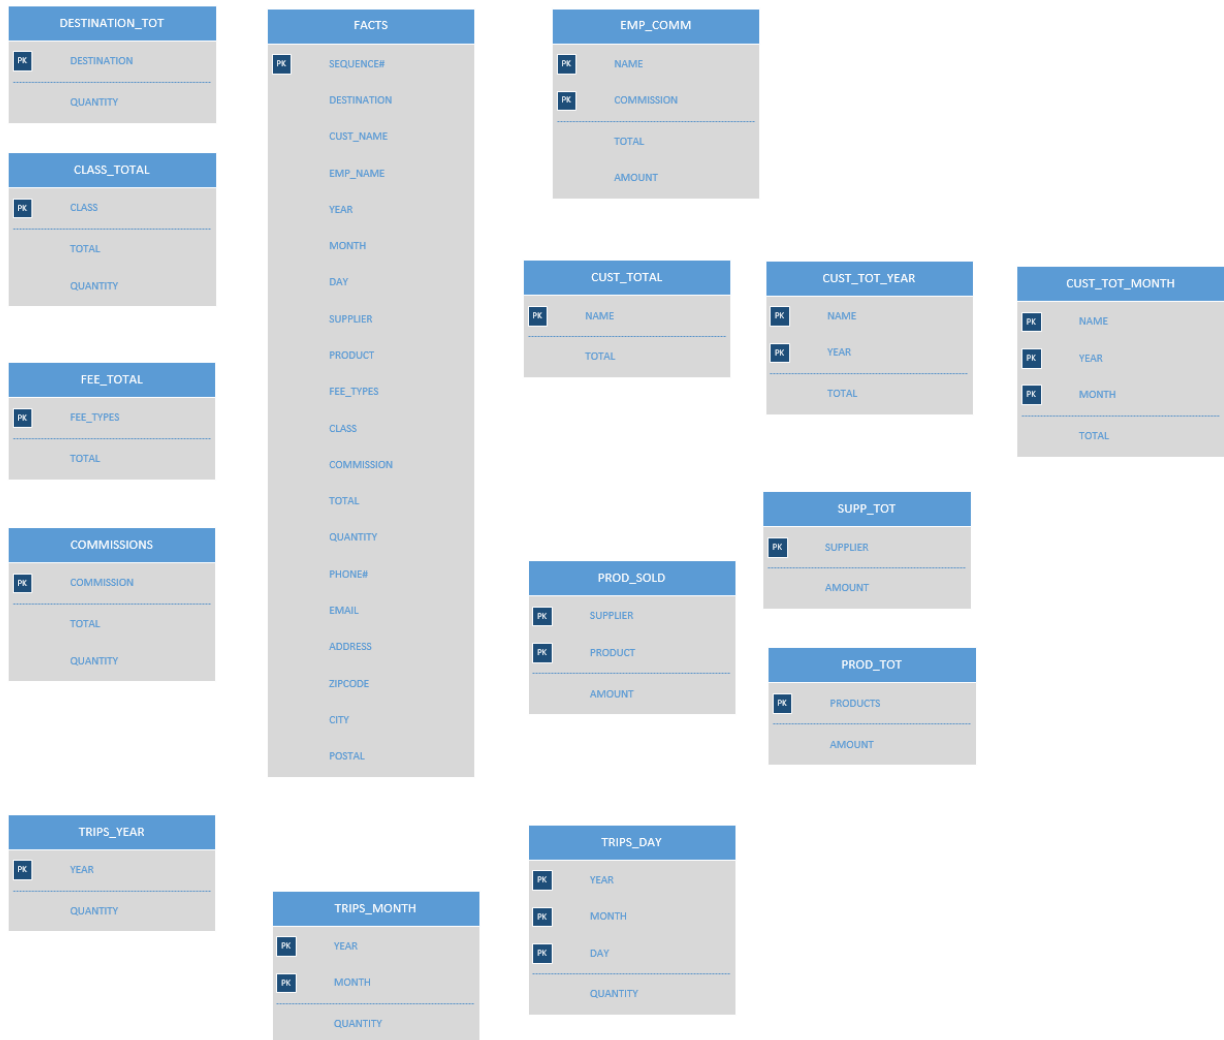 DESTINATION_TOT
PK DESTINATION
QUANTITY
CLASS_TOTAL
PK CLASS
TOTAL
QUANTITY
FEE_TOTAL
PK FEE_TYPES
TOTAL
COMMISSIONS
PK COMMISSION
TOTAL
QUANTITY
TRIPS_YEAR
PK YEAR
QUANTITY
FACTS
PK SEQUENCE#
DESTINATION
CUST_NAME
EMP_NAME
YEAR
MONTH
DAY
SUPPLIER
PRODUCT
FEE_TYPES
CLASS
COMMISSION
TOTAL
QUANTITY
PHONE#
EMAIL
ADDRESS
ZIPCODE
CITY
POSTAL
TRIPS_MONTH
PK YEAR
PK MONTH
QUANTITY
EMP_COMM
PK NAME
PK COMMISSION
TOTAL
AMOUNT
CUST_TOTAL
PK NAME
TOTAL
CUST_TOT_YEAR
PK NAME
PK YEAR
TOTAL
CUST_TOT_MONTH
PK NAME
PK YEAR
PK MONTH
TOTAL
SUPP_TOT
PK SUPPLIER
AMOUNT
PROD_SOLD
PK SUPPLIER
PK PRODUCT
AMOUNT
PROD_TOT
PK PRODUCTS
AMOUNT
TRIPS_DAY
PK YEAR
PK MONTH
PK DAY
QUANTITY